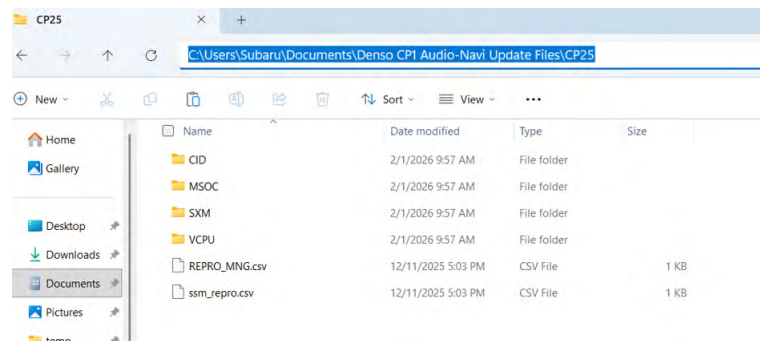 CP25
C:\Users\Subaru\Documents\Denso CP1 Audio-Navi Update Files\CP25
New Sort View
Name Date modified Type Size
Home
Gallery
Desktop
Downloads
Documents
Pictures
temp
CID 2/1/2026 9:57 AM File folder
MSOC 2/1/2026 9:57 AM File folder
SXM 2/1/2026 9:57 AM File folder
VCPU 2/1/2026 9:57 AM File folder
REPRO_MNG.csv 12/11/2025 5:03 PM CSV File 1 KB
ssm_repro.csv 12/11/2025 5:03 PM CSV File 1 KB